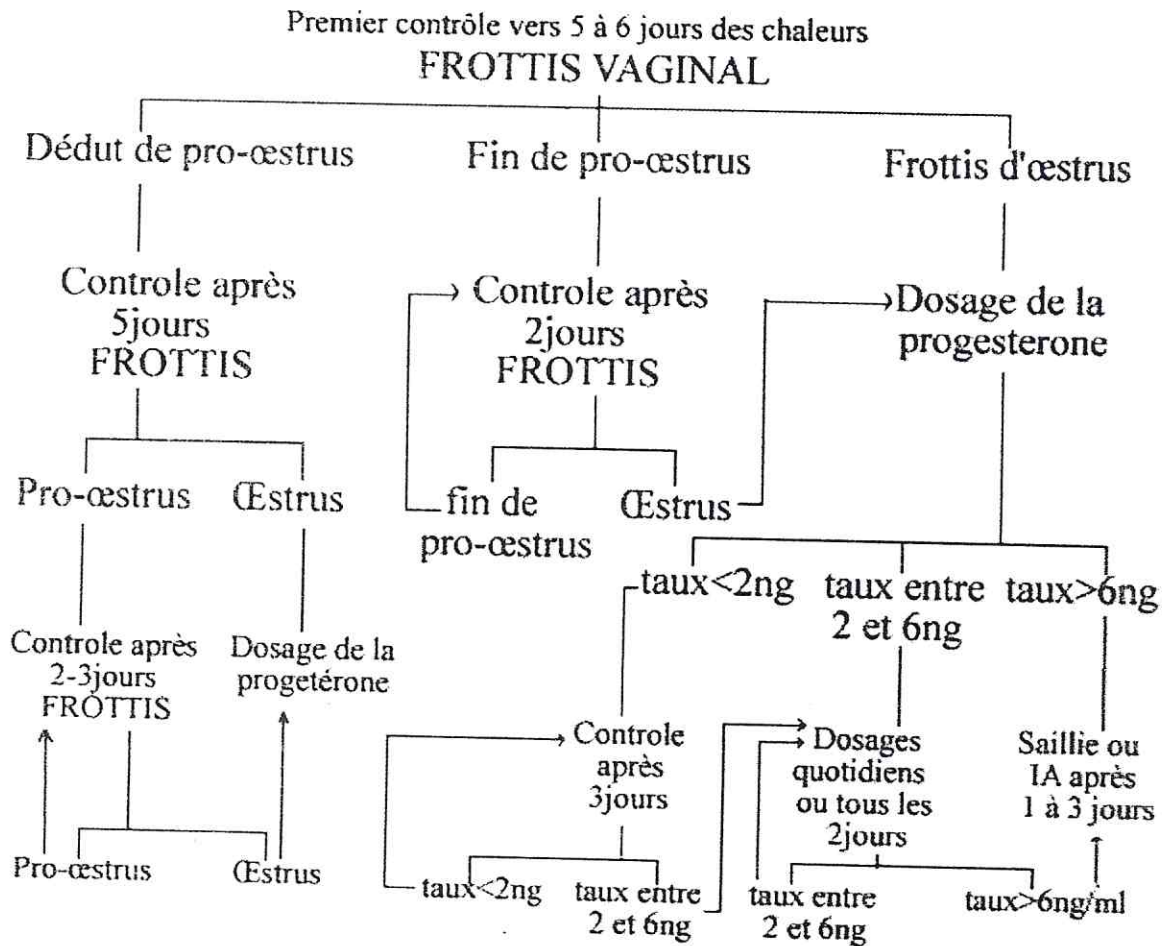 Premier contrôle vers 5 à 6 jours des chaleurs
FROTTIS VAGINAL
Dédut de pro-œstrus
Fin de pro-œstrus
Frottis d'œstrus
Controle après
5jours
FROTTIS
Controle après
2jours
FROTTIS
Dosage de la
progesterone
Pro-œstrus
Œstrus
fin de
pro-œstrus
Œstrus
taux<2ng
taux entre
2 et 6ng
taux>6ng
Controle après
2-3jours
FROTTIS
Dosage de la
progetérone
Controle
après
3jours
Dosages
quotidiens
ou tous les
2jours
Saillie ou
IA après
1 à 3 jours
Pro-œstrus
Œstrus
taux<2ng
taux entre
2 et 6ng
taux entre
2 et 6ng
taux>6ng/ml